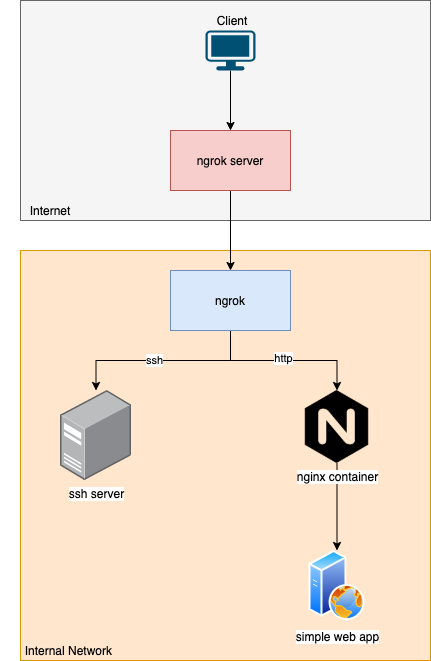 Client
ngrok server
Internet
ngrok
ssh
http
N
ssh server
nginx container
simple web app
Internal Network